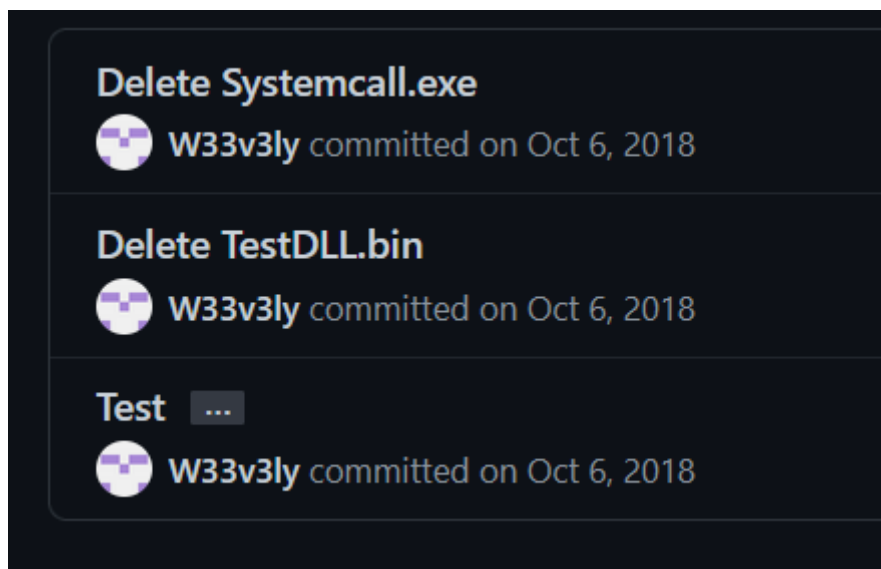 Delete Systemcall.exe
W33v3ly committed on Oct 6, 2018
Delete TestDLL.bin
W33v3ly committed on Oct 6, 2018
Test ...
W33v3ly committed on Oct 6, 2018